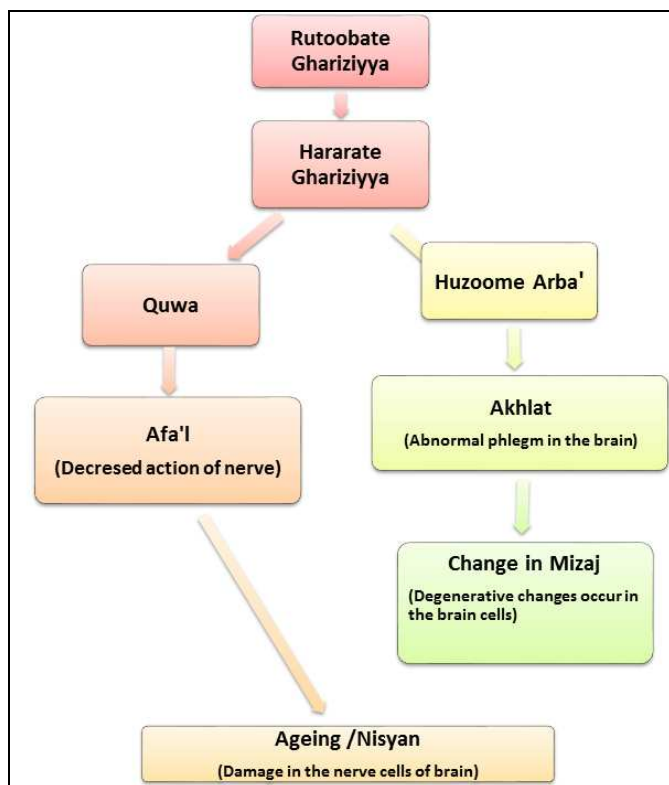 Rutoobate
Ghariziyya
Hararate
Ghariziyya
Quwa
Huzoome Arba'
Afa'l
(Decresed action of nerve)
Akhlat
(Abnormal phlegm in the brain)
Change in Mizaj
(Degenerative changes occur in
the brain cells)
Ageing /Nisyan
(Damage in the nerve cells of brain)